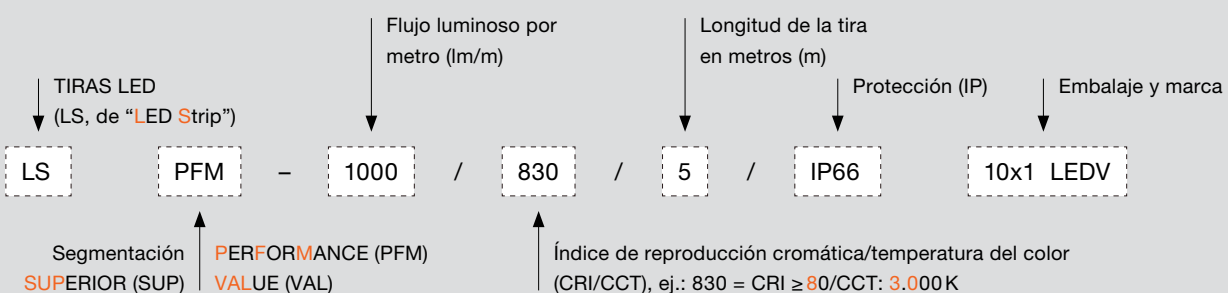 Flujo luminoso por
metro (lm/m)
Longitud de la tira
en metros (m)
TIRAS LED
(LS, de “LED Strip”)
Protección (IP)
Embalaje y marca
LS PFM – 1000 / 830 / 5 / IP66 10x1 LEDV
Segmentación
SUPERIOR (SUP)
PERFORMANCE (PFM)
VALUE (VAL)
Índice de reproducción cromática/temperatura del color
(CRI/CCT), ej.: 830 = CRI ≥80/CCT: 3.000K